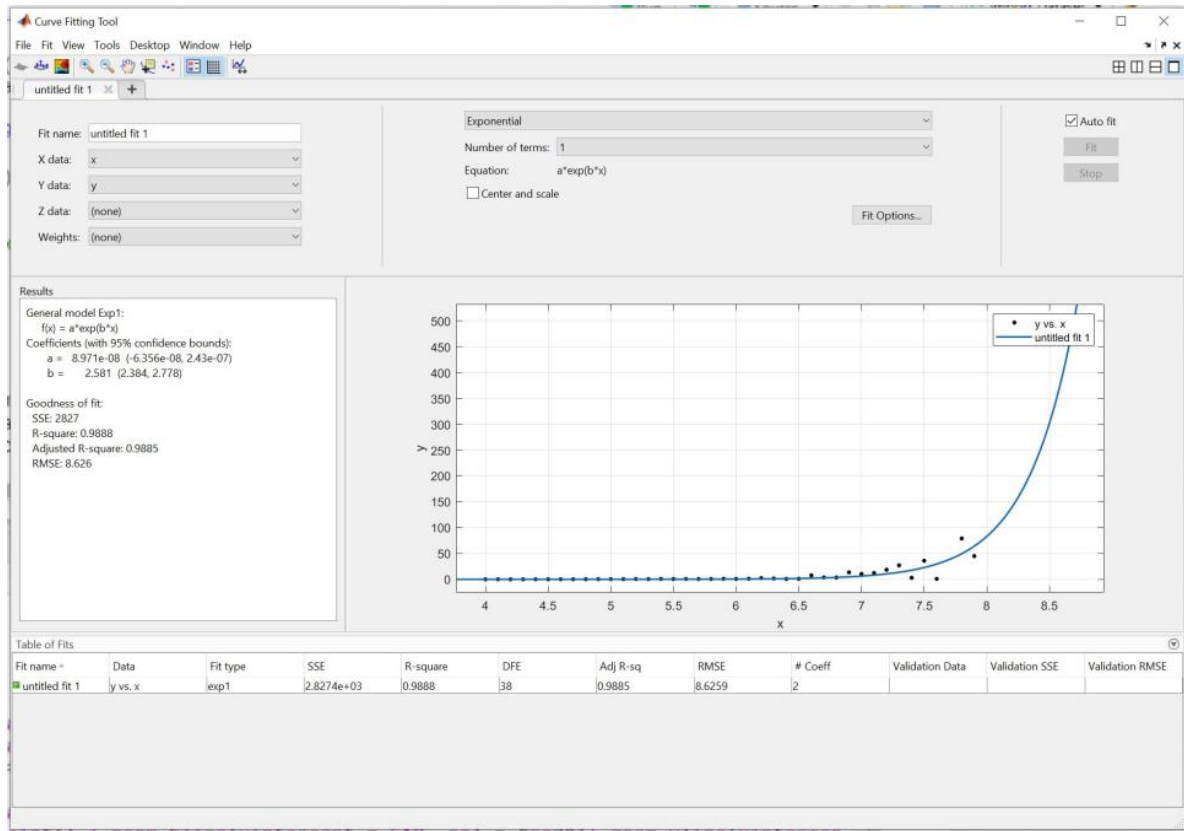 Curve Fitting Tool
File Fit View Tools Desktop Window Help
untitled fit 1
Fit name: untitled fit 1
X data: x
Y data: y
Z data: (none)
Weights: (none)
Exponential
Number of terms: 1
Equation: a*exp(b*x)
Center and scale
Fit Options...
Auto fit
Fit
Stop
Results
General model Exp1:
f(x) = a*exp(b*x)
Coefficients (with 95% confidence bounds):
a = 8.971e-08 (-6.356e-08, 2.43e-07)
b = 2.581 (2.384, 2.778)
Goodness of fit:
SSE: 2827
R-square: 0.9888
Adjusted R-square: 0.9885
RMSE: 8.626
y vs. x
untitled fit 1
500
450
400
350
300
250
200
150
100
50
0
y
4 4.5 5 5.5 6 6.5 7 7.5 8 8.5
x
Table of Fits
Fit name Data Fit type SSE R-square DFE Adj R-sq RMSE # Coeff Validation Data Validation SSE Validation RMSE
untitled fit 1 y vs. x exp1 2.8274e+03 0.9888 38 0.9885 8.6259 2